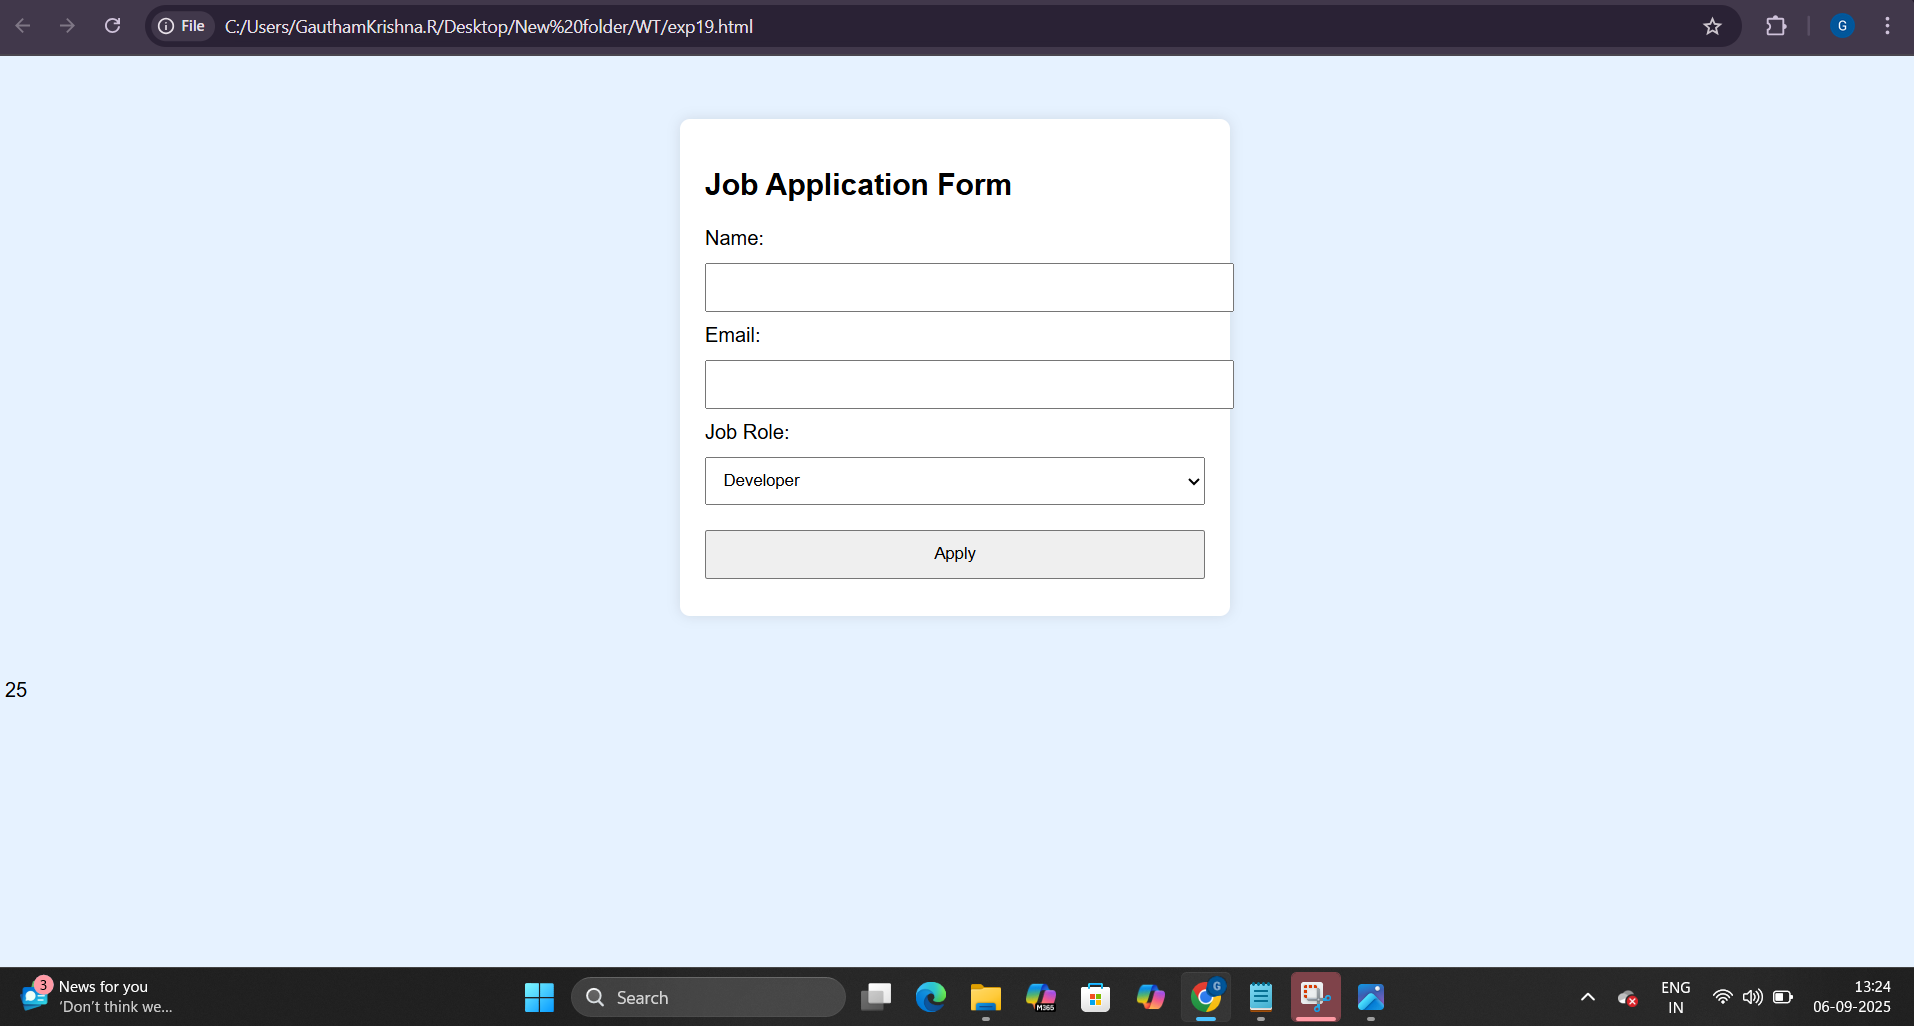 File
C:/Users/GauthamKrishna.R/Desktop/New%20folder/WT/exp19.html
G
Job Application Form
Name:
Email:
Job Role:
Developer
Apply
25
3
News for you
'Don't think we...
Search
M365
G
ENG
IN
13:24
06-09-2025